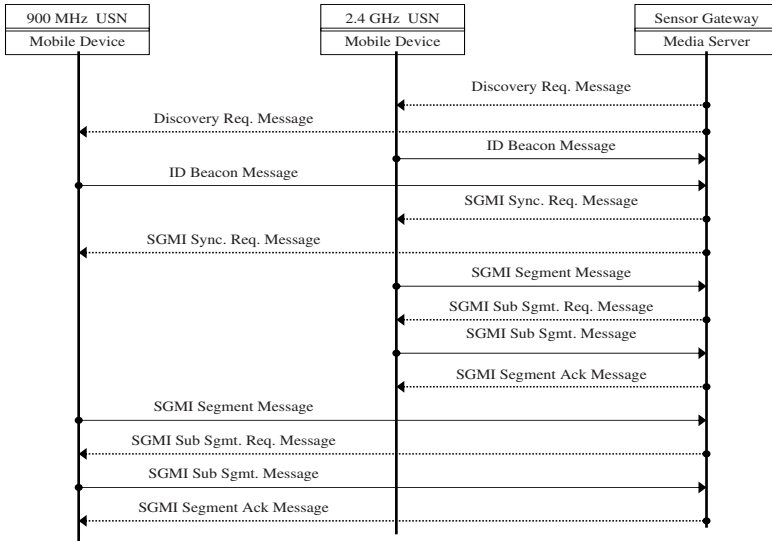 900 MHz USN
Mobile Device
2.4 GHz USN
Mobile Device
Sensor Gateway
Media Server
Discovery Req. Message
Discovery Req. Message
ID Beacon Message
ID Beacon Message
SGMI Sync. Req. Message
SGMI Sync. Req. Message
SGMI Segment Message
SGMI Sub Sgmt. Req. Message
SGMI Sub Sgmt. Message
SGMI Segment Ack Message
SGMI Segment Message
SGMI Sub Sgmt. Req. Message
SGMI Sub Sgmt. Message
SGMI Segment Ack Message